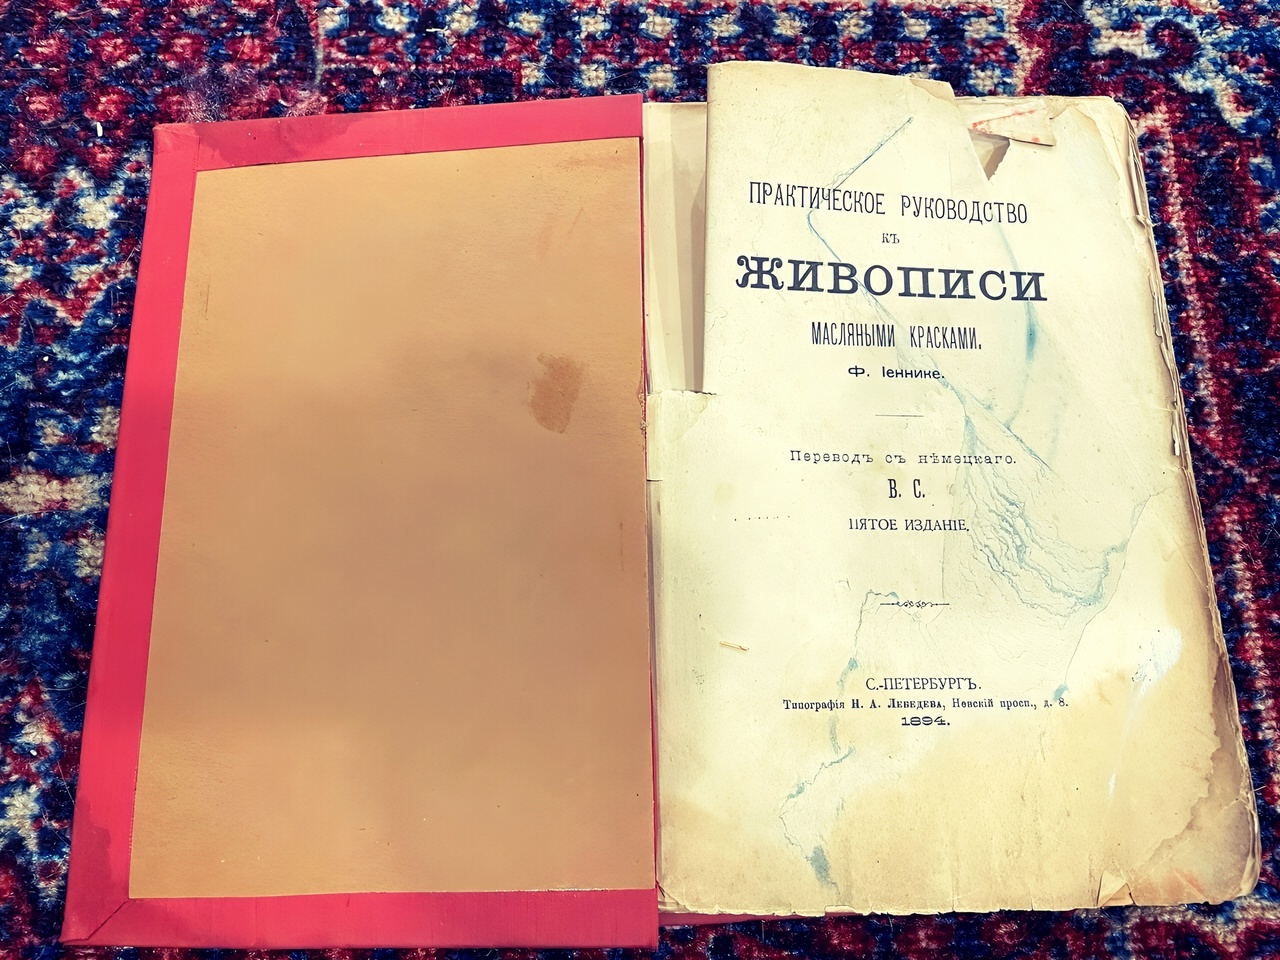 ПРАКТИЧЕСКОЕ РУКОВОДСТВО
КЪ
ЖИВОПИСИ
МАСЛЯНЫМИ КРАСКАМИ.
Ф. Іеннике.
Переводъ съ нѣмецкаго.
В. С.
ПЯТОЕ ИЗДАНІЕ.
С.-ПЕТЕРБУРГЪ.
Типографія Н. А. ЛЕБЕДЕВА, Невскій просп., д. 8.
1894.